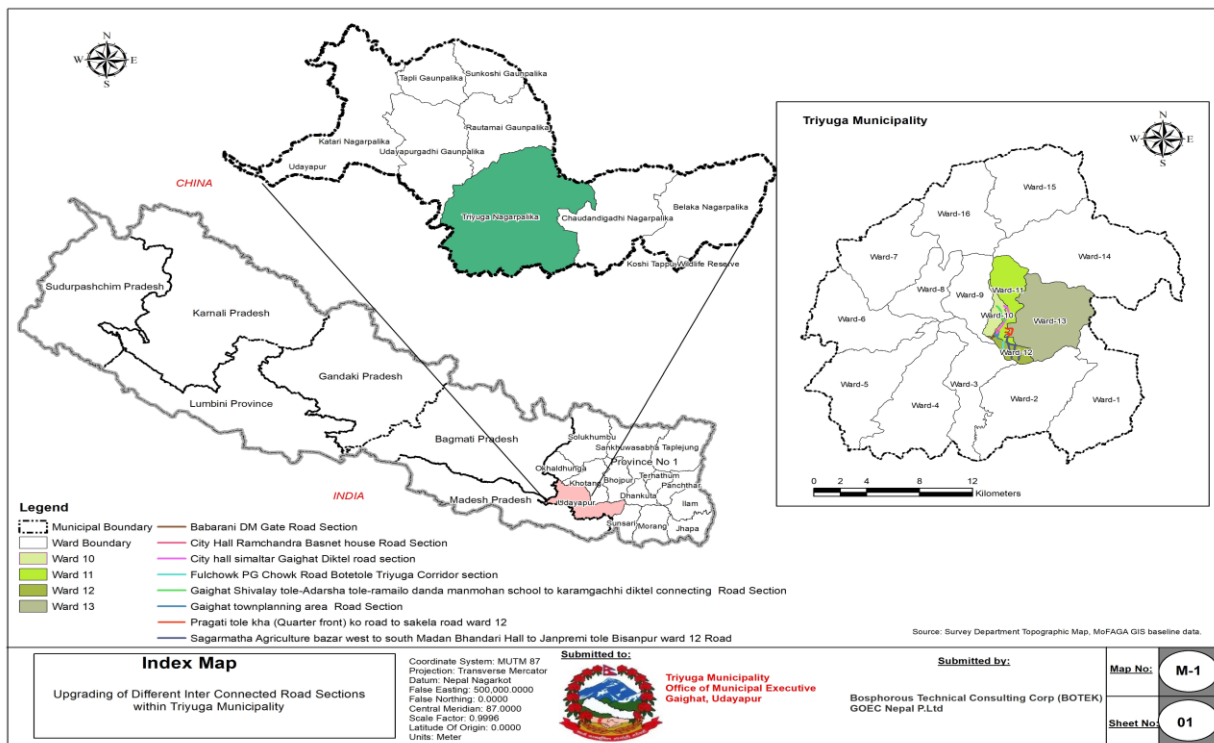 N
W E
S
Tapli Gaunpalika
Sunkoshi Gaunpalika
Katari Nagarpalika
Rautamai Gaunpalika
Udayapurgadhi Gaunpalika
Udayapur
CHINA
Triyuga Nagarpalika
Chaudandigadhi Nagarpalika
Belaka Nagarpalika
Koshi Tappu Wildlife Reserve
Sudurpashchim Pradesh
Karnali Pradesh
Gandaki Pradesh
Lumbini Province
Bagmati Pradesh
Madesh Pradesh
INDIA
Solukhumbu
Sankhuwasabha
Taplejung
Province No 1
Okhaldhunga
Khotang
Bhojpur
Terhathum
Panchthar
Dhankuta
Udayapur
Ilam
Sunsari
Morang
Jhapa
Triyuga Municipality
N
W E
S
Ward-15
Ward-16
Ward-14
Ward-7
Ward-8
Ward-9
Ward-11
Ward-10
Ward-13
Ward-6
Ward-12
Ward-5
Ward-4
Ward-3
Ward-2
Ward-1
0 2 4 8 12
Kilometers
Legend
Municipal Boundary
Ward Boundary
Ward 10
Ward 11
Ward 12
Ward 13
Babarani DM Gate Road Section
City Hall Ramchandra Basnet house Road Section
City hall simaltar Gaighat Diktel road section
Fulchowk PG Chowk Road Botetole Triyuga Corridor section
Gaighat Shivalay tole-Adarsha tole-ramailo danda manmohan school to karamgachhi diktel connecting Road Section
Gaighat townplanning area Road Section
Pragati tole kha (Quarter front) ko road to sakela road ward 12
Sagarmatha Agriculture bazar west to south Madan Bhandari Hall to Janpremi tole Bisanpur ward 12 Road
Source: Survey Department Topographic Map, MoFAGA GIS baseline data.
Index Map
Upgrading of Different Inter Connected Road Sections
within Triyuga Municipality
Coordinate System: MUTM 87
Projection: Transverse Mercator
Datum: Nepal Nagarkot
False Easting: 500,000.0000
False Northing: 0.0000
Central Meridian: 87.0000
Scale Factor: 0.9996
Latitude Of Origin: 0.0000
Units: Meter
Submitted to:
Triyuga Municipality
Office of Municipal Executive
Gaighat, Udayapur
Submitted by:
Bosphorous Technical Consulting Corp (BOTEK)
GOEC Nepal P.Ltd
Map No:
M-1
Sheet No:
01